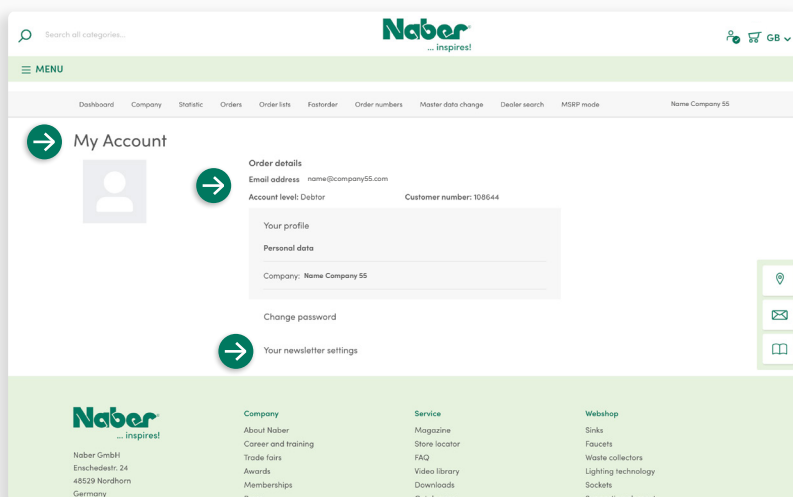 Search all categories...
Naber
... inspires!
GB
MENU
Dashboard Company Statistic Orders Order lists Fastorder Order numbers Master data change Dealer search MSRP mode Name Company 55
My Account
Order details
Email address name@company55.com
Account level: Debtor Customer number: 108644
Your profile
Personal data
Company: Name Company 55
Change password
Your newsletter settings
Naber
... inspires!
Naber GmbH
Enschedestr. 24
48529 Nordhorn
Germany
Company
About Naber
Career and training
Trade fairs
Awards
Memberships
Service
Magazine
Store locator
FAQ
Video library
Downloads
Webshop
Sinks
Faucets
Waste collectors
Lighting technology
Sockets